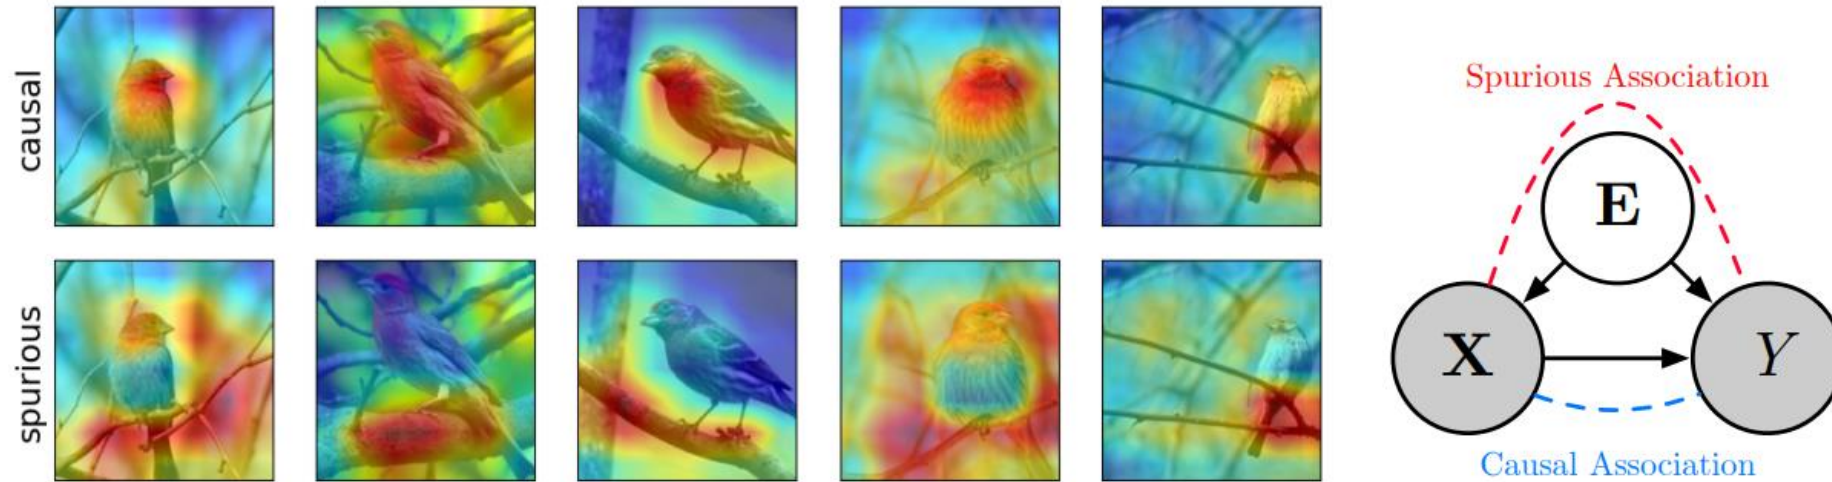 causal
spurious
Spurious Association
E
X
Y
Causal Association